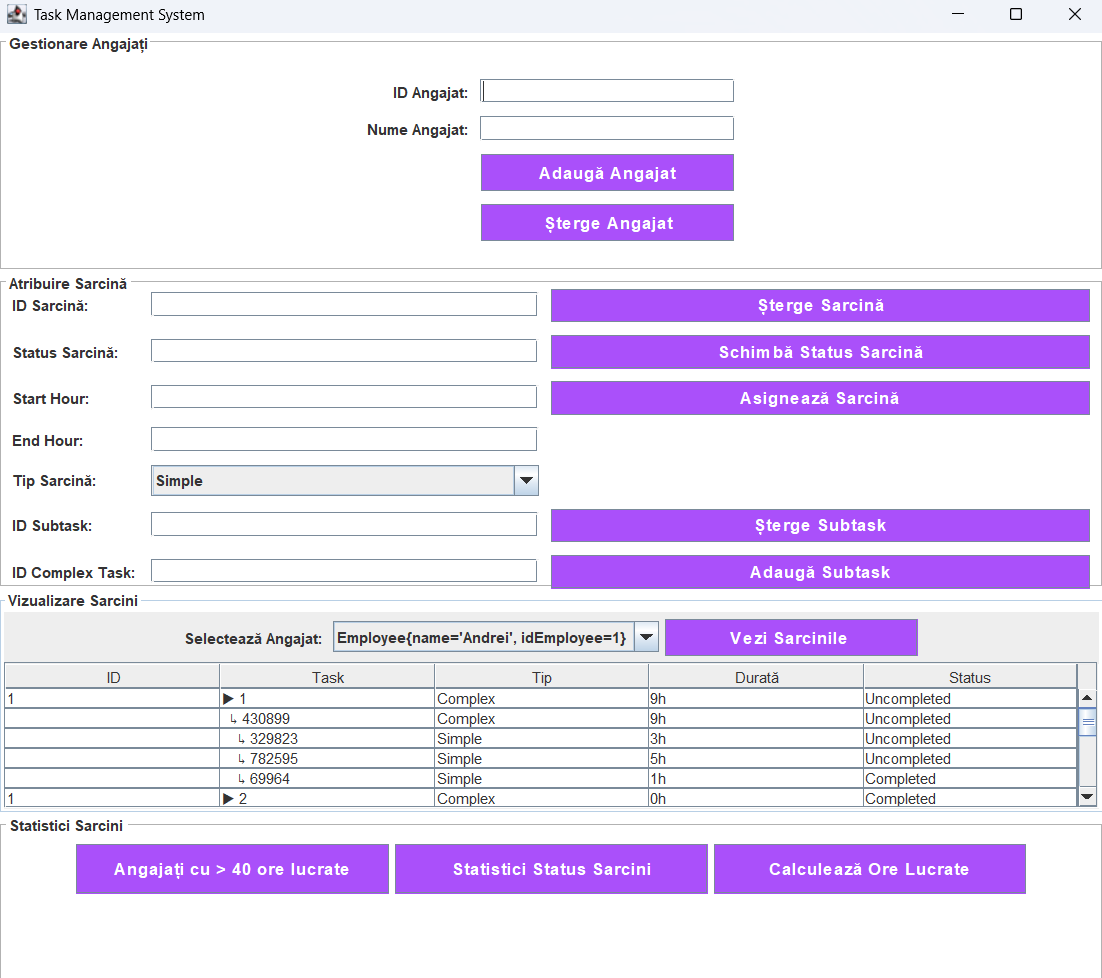 Task Management System
Gestionare Angajați
ID Angajat:
Nume Angajat:
Adaugă Angajat
Șterge Angajat
Atribuire Sarcină
ID Sarcină:
Șterge Sarcină
Status Sarcină:
Schimbă Status Sarcină
Start Hour:
Asignează Sarcină
End Hour:
Tip Sarcină:
Simple
ID Subtask:
Șterge Subtask
ID Complex Task:
Adaugă Subtask
Vizualizare Sarcini
Selectează Angajat: Employee{name='Andrei', idEmployee=1} Vezi Sarcinile
ID Task Tip Durată Status
1 ▶ 1 Complex 9h Uncompleted
↳ 430899 Complex 9h Uncompleted
↳ 329823 Simple 3h Uncompleted
↳ 782595 Simple 5h Uncompleted
↳ 69964 Simple 1h Completed
1 ▶ 2 Complex 0h Completed
Statistici Sarcini
Angajați cu > 40 ore lucrate
Statistici Status Sarcini
Calculează Ore Lucrate